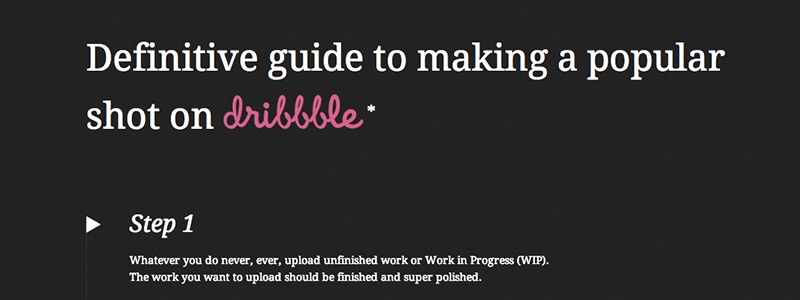 Definitive guide to making a popular
shot on dribbble*
Step 1
Whatever you do never, ever, upload unfinished work or Work in Progress (WIP).
The work you want to upload should be finished and super polished.